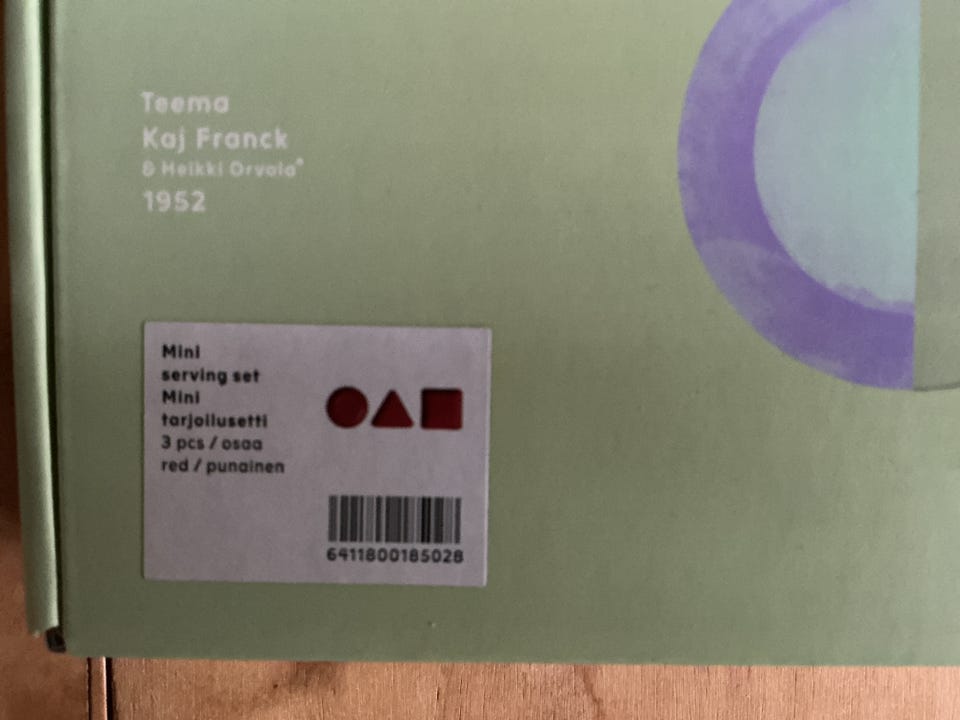 Teema
Kaj Franck
& Heikki Orvola*
1952
Mini
serving set
Mini
tarjoilusetti
3 pcs / osaa
red / punainen
6411800185028